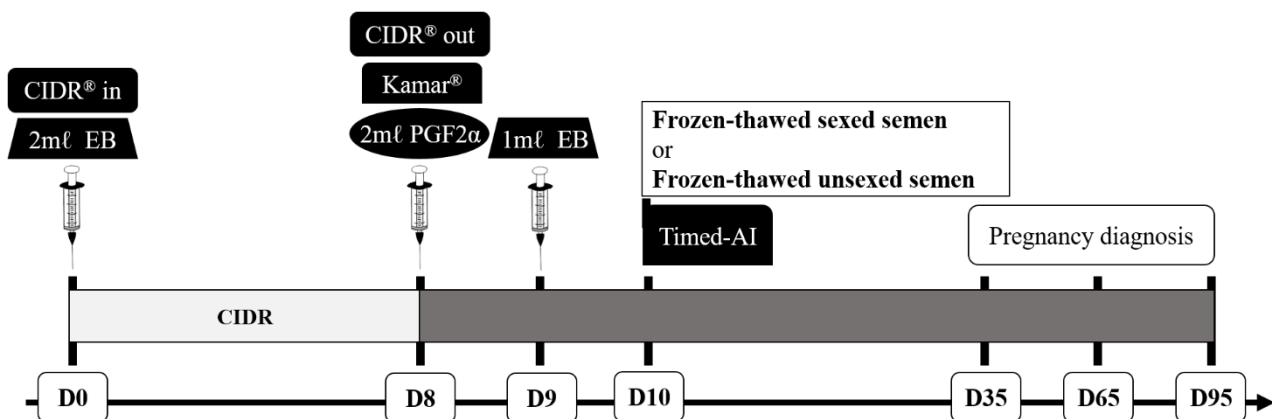 CIDR® in
2mℓ EB
CIDR® out
Kamar®
2mℓ PGF2α
1mℓ EB
Frozen-thawed sexed semen
or
Frozen-thawed unsexed semen
Timed-AI
Pregnancy diagnosis
CIDR
D0
D8
D9
D10
D35
D65
D95